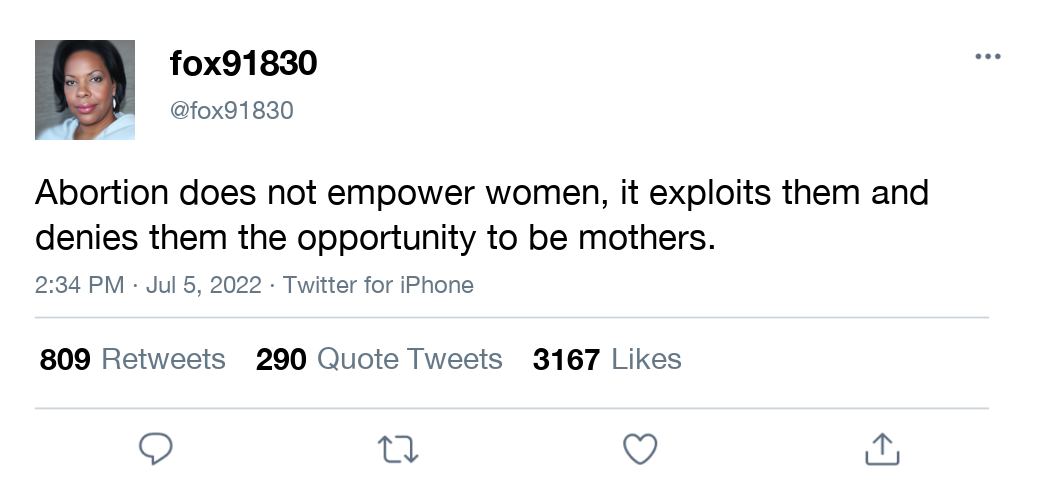 fox91830
@fox91830
Abortion does not empower women, it exploits them and
denies them the opportunity to be mothers.
2:34 PM · Jul 5, 2022 · Twitter for iPhone
809 Retweets 290 Quote Tweets 3167 Likes